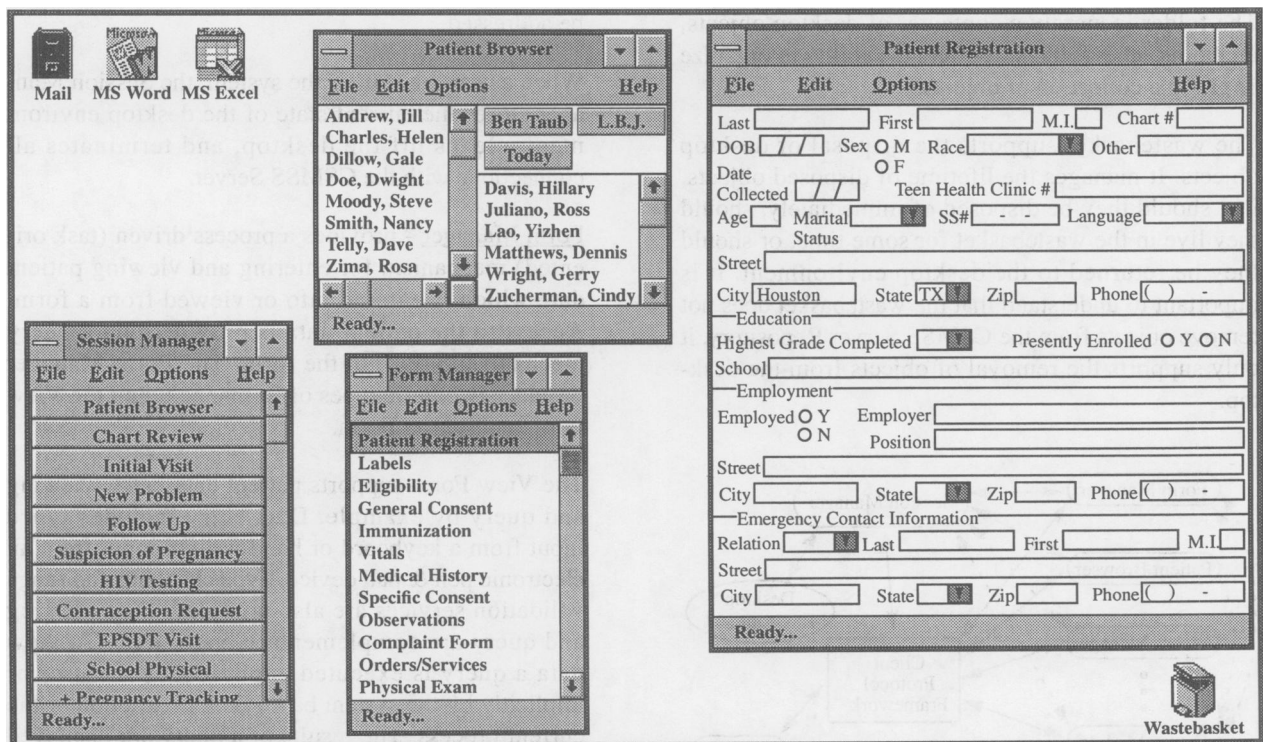 Microso
Microso
Mail
MS Word
MS Excel
Patient Browser
File Edit Options Help
Andrew, Jill
Charles, Helen
Dillow, Gale
Doe, Dwight
Moody, Steve
Smith, Nancy
Telly, Dave
Zima, Rosa
Ben Taub L.B.J.
Today
Davis, Hillary
Juliano, Ross
Lao, Yizhen
Matthews, Dennis
Wright, Gerry
Zucherman, Cindy
Ready...
Session Manager
File Edit Options Help
Patient Browser
Chart Review
Initial Visit
New Problem
Follow Up
Suspicion of Pregnancy
HIV Testing
Contraception Request
EPSDT Visit
School Physical
+ Pregnancy Tracking
Ready...
Form Manager
File Edit Options Help
Patient Registration
Labels
Eligibility
General Consent
Immunization
Vitals
Medical History
Specific Consent
Observations
Complaint Form
Orders/Services
Physical Exam
Ready...
Patient Registration
File Edit Options Help
Last First M.I. Chart #
DOB / / Sex O M Race Other
O F
Date
Collected / / Teen Health Clinic #
Age Marital SS# Language
Status
Street
City Houston State TX Zip Phone ( ) -
Education
Highest Grade Completed Presently Enrolled O Y O N
School
Employment
Employed O Y Employer
O N
Position
Street
City State Zip Phone ( ) -
Emergency Contact Information
Relation Last First M.I.
Street
City State Zip Phone ( ) -
Ready...
Wastebasket